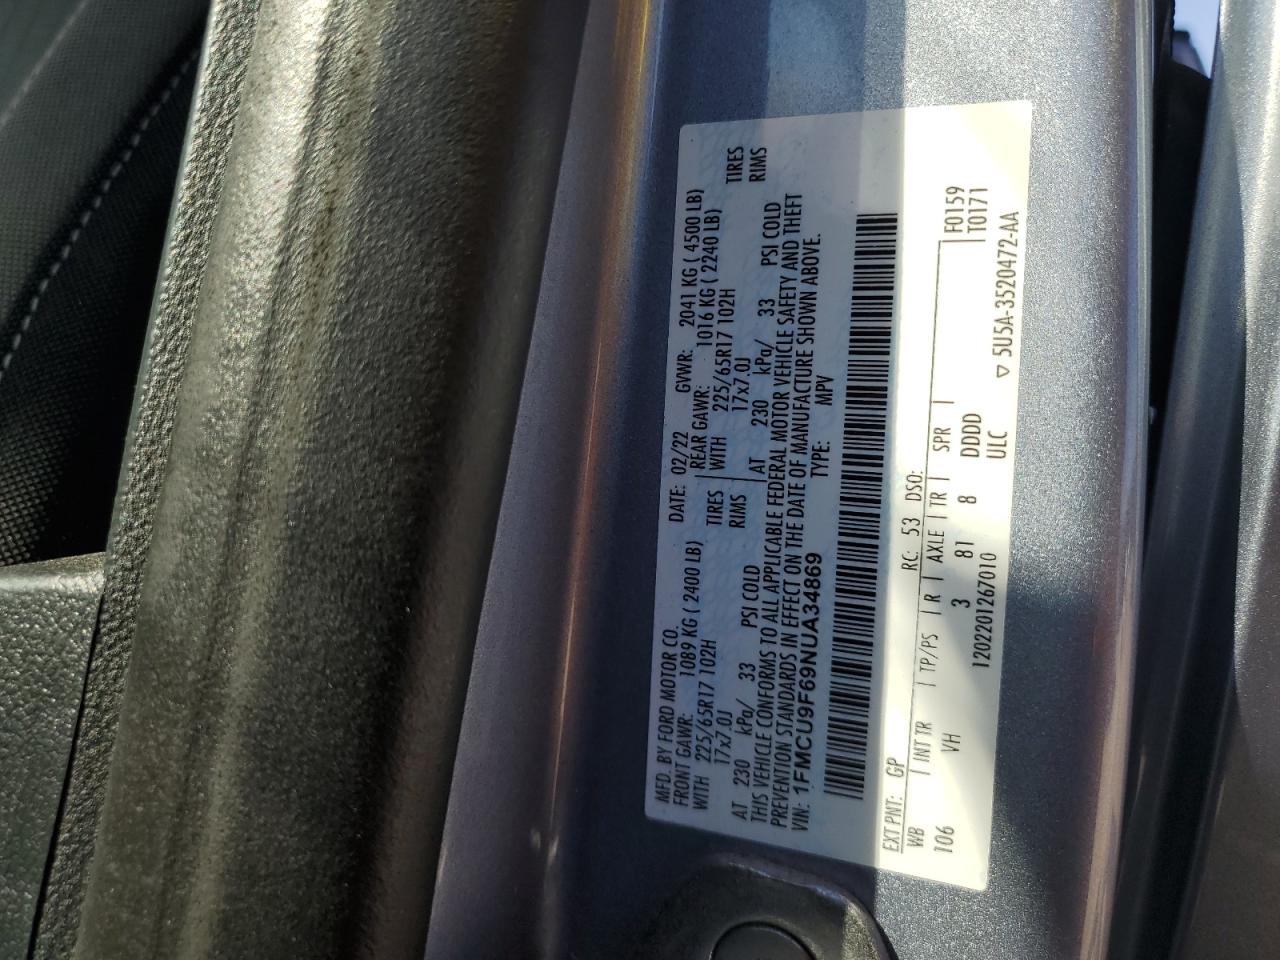 MFD. BY FORD MOTOR CO. DATE: 02/22 GVWR: 2041 KG ( 4500 LB)
FRONT GAWR: 1089 KG ( 2400 LB) REAR GAWR: 1016 KG ( 2240 LB)
WITH 225/65R17 102H TIRES WITH 225/65R17 102H TIRES
17x7.0J RIMS 17x7.0J RIMS
AT 230 kPa/ 33 PSI COLD AT 230 kPa/ 33 PSI COLD
THIS VEHICLE CONFORMS TO ALL APPLICABLE FEDERAL MOTOR VEHICLE SAFETY AND THEFT
PREVENTION STANDARDS IN EFFECT ON THE DATE OF MANUFACTURE SHOWN ABOVE.
VIN: 1FMCU9F69NUA34869 TYPE: MPV
EXT PNT: GP RC: 53 DSO:
WB INT TR TP/PS R AXLE TR SPR F0159
106 VH 3 81 8 DDDD T0171
1202201267010 ULC ▽ 5U5A-3520472-AA